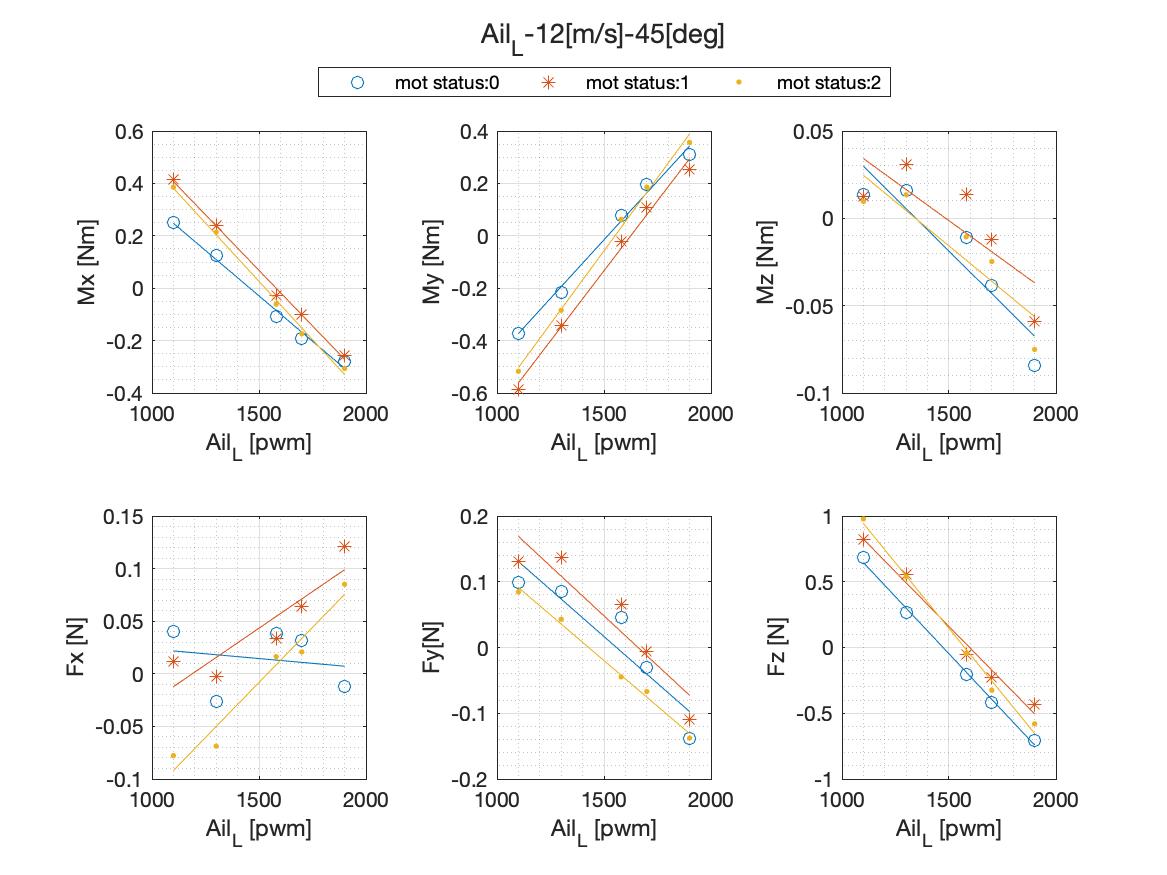 Ail_L-12[m/s]-45[deg]
mot status:0 mot status:1 mot status:2
0.6
0.4
0.2
0
-0.2
-0.4
Mx [Nm]
1000 1500 2000
Ail_L [pwm]
0.4
0.2
0
-0.2
-0.4
-0.6
My [Nm]
1000 1500 2000
Ail_L [pwm]
0.05
0
-0.05
-0.1
Mz [Nm]
1000 1500 2000
Ail_L [pwm]
0.15
0.1
0.05
0
-0.05
-0.1
Fx [N]
1000 1500 2000
Ail_L [pwm]
0.2
0.1
0
-0.1
-0.2
Fy[N]
1000 1500 2000
Ail_L [pwm]
1
0.5
0
-0.5
-1
Fz [N]
1000 1500 2000
Ail_L [pwm]